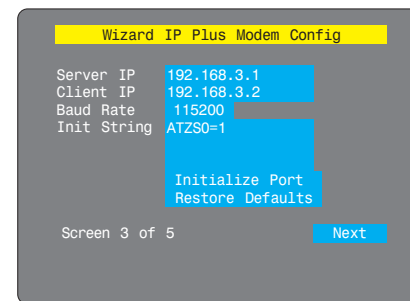 Wizard IP Plus Modem Config
Server IP 192.168.3.1
Client IP 192.168.3.2
Baud Rate 115200
Init String ATZS0=1
Initialize Port
Restore Defaults
Screen 3 of 5 Next